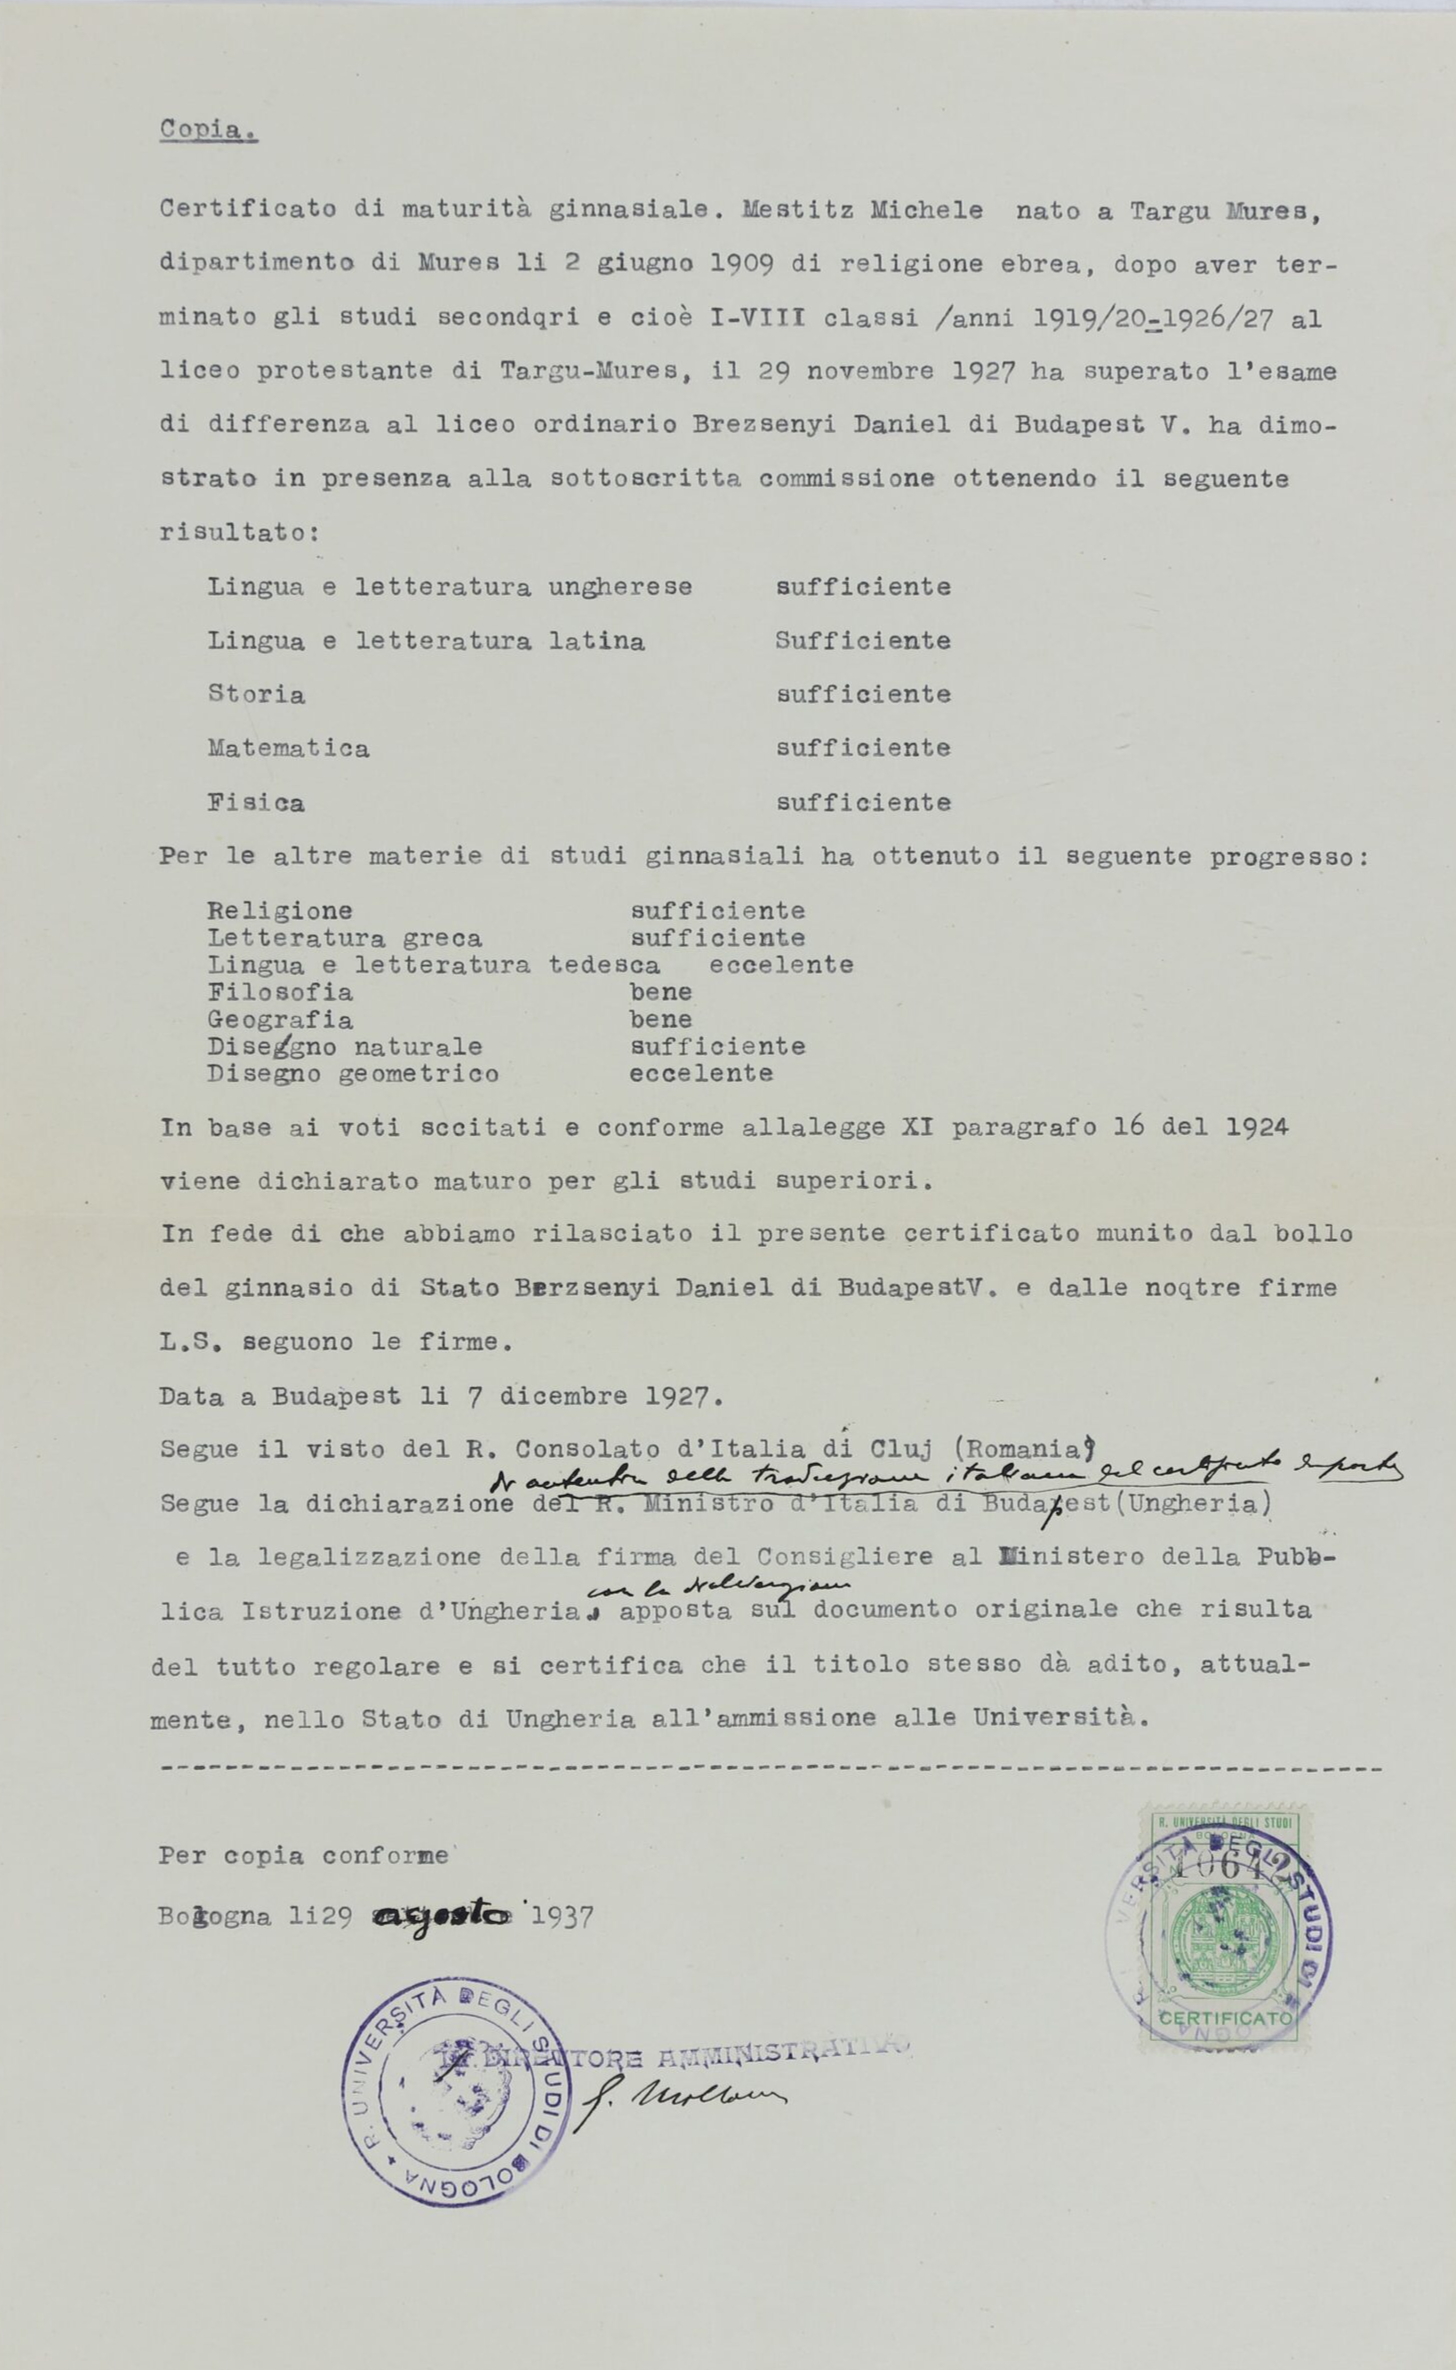 Copia.
Certificato di maturità ginnasiale. Mestitz Michele nato a Targu Mures,
dipartimento di Mures li 2 giugno 1909 di religione ebrea, dopo aver ter-
minato gli studi secondqri e cioè I-VIII classi /anni 1919/20-1926/27 al
liceo protestante di Targu-Mures, il 29 novembre 1927 ha superato l'esame
di differenza al liceo ordinario Brezsenyi Daniel di Budapest V. ha dimo-
strato in presenza alla sottoscritta commissione ottenendo il seguente
risultato:
Lingua e letteratura ungherese sufficiente
Lingua e letteratura latina Sufficiente
Storia sufficiente
Matematica sufficiente
Fisica sufficiente
Per le altre materie di studi ginnasiali ha ottenuto il seguente progresso:
Religione sufficiente
Letteratura greca sufficiente
Lingua e letteratura tedesca eccelente
Filosofia bene
Geografia bene
Disegno naturale sufficiente
Disegno geometrico eccelente
In base ai voti sccitati e conforme allalegge XI paragrafo 16 del 1924
viene dichiarato maturo per gli studi superiori.
In fede di che abbiamo rilasciato il presente certificato munito dal bollo
del ginnasio di Stato Berzsenyi Daniel di BudapestV. e dalle noqtre firme
L.S. seguono le firme.
Data a Budapest li 7 dicembre 1927.
Segue il visto del R. Consolato d'Italia di Cluj (Romania)
della traduzione italiana del certificato
Segue la dichiarazione del R. Ministro d'Italia di Budapest(Ungheria)
e la legalizzazione della firma del Consigliere al Ministero della Pubb-
con la
lica Istruzione d'Ungheria. apposta sul documento originale che risulta
del tutto regolare e si certifica che il titolo stesso dà adito, attual-
mente, nello Stato di Ungheria all'ammissione alle Università.
Per copia conforme
Bologna li29 agosto 1937
R. UNIVERSITÀ DEGLI STUDI
BOLOGNA
10642
CERTIFICATO
R. UNIVERSITÀ DEGLI STUDI DI BOLOGNA
IL DIRETTORE AMMINISTRATIVO
R. UNIVERSITÀ DEGLI STUDI DI BOLOGNA